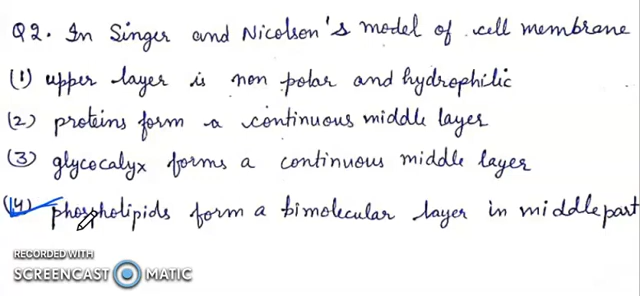 Q2. In Singer and Nicolson's model of cell membrane
(1) upper layer is non polar and hydrophilic
(2) proteins form a continuous middle layer
(3) glycocalyx forms a continuous middle layer
(4) phospholipids form a bimolecular layer in middle part
RECORDED WITH
SCREENCAST MATIC